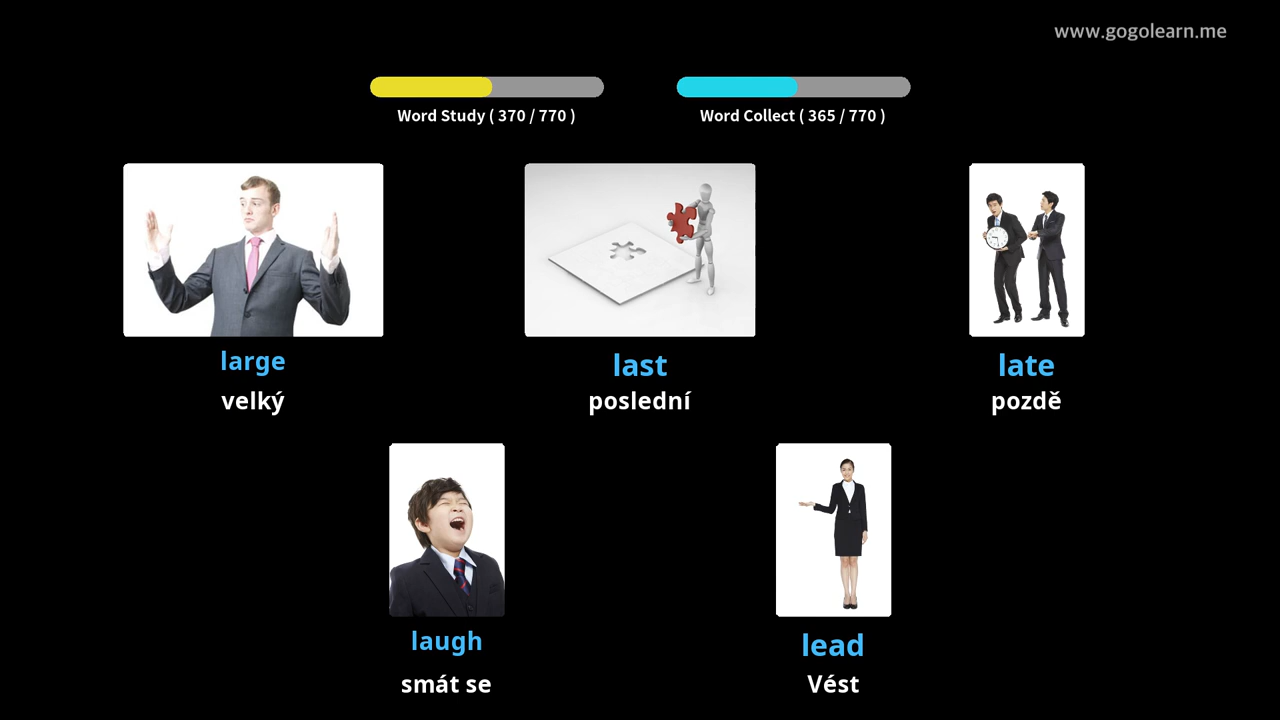 www.gogolearn.me
Word Study ( 370 / 770 )
Word Collect ( 365 / 770 )
large
velký
last
poslední
late
pozdě
laugh
smát se
lead
Vést